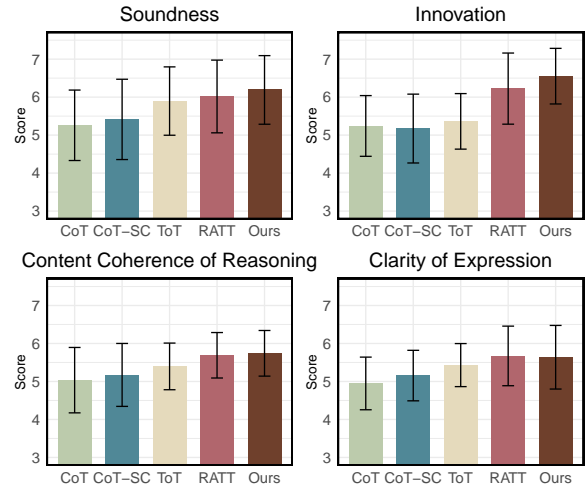 Soundness
7
6
5
4
3
Score
CoT CoT−SC ToT RATT Ours
Innovation
7
6
5
4
3
Score
CoT CoT−SC ToT RATT Ours
Content Coherence of Reasoning
7
6
5
4
3
Score
CoT CoT−SC ToT RATT Ours
Clarity of Expression
7
6
5
4
3
Score
CoT CoT−SC ToT RATT Ours